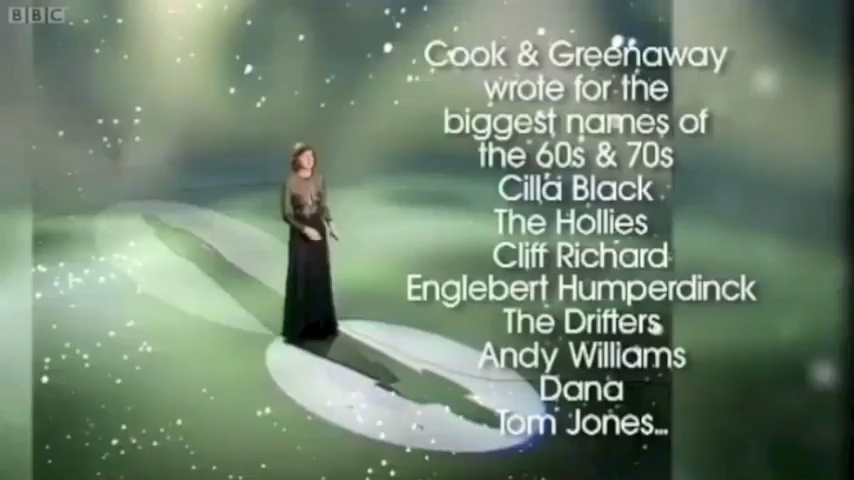 BBC
Cook & Greenaway
wrote for the
biggest names of
the 60s & 70s
Cilla Black
The Hollies
Cliff Richard
Englebert Humperdinck
The Drifters
Andy Williams
Dana
Tom Jones...